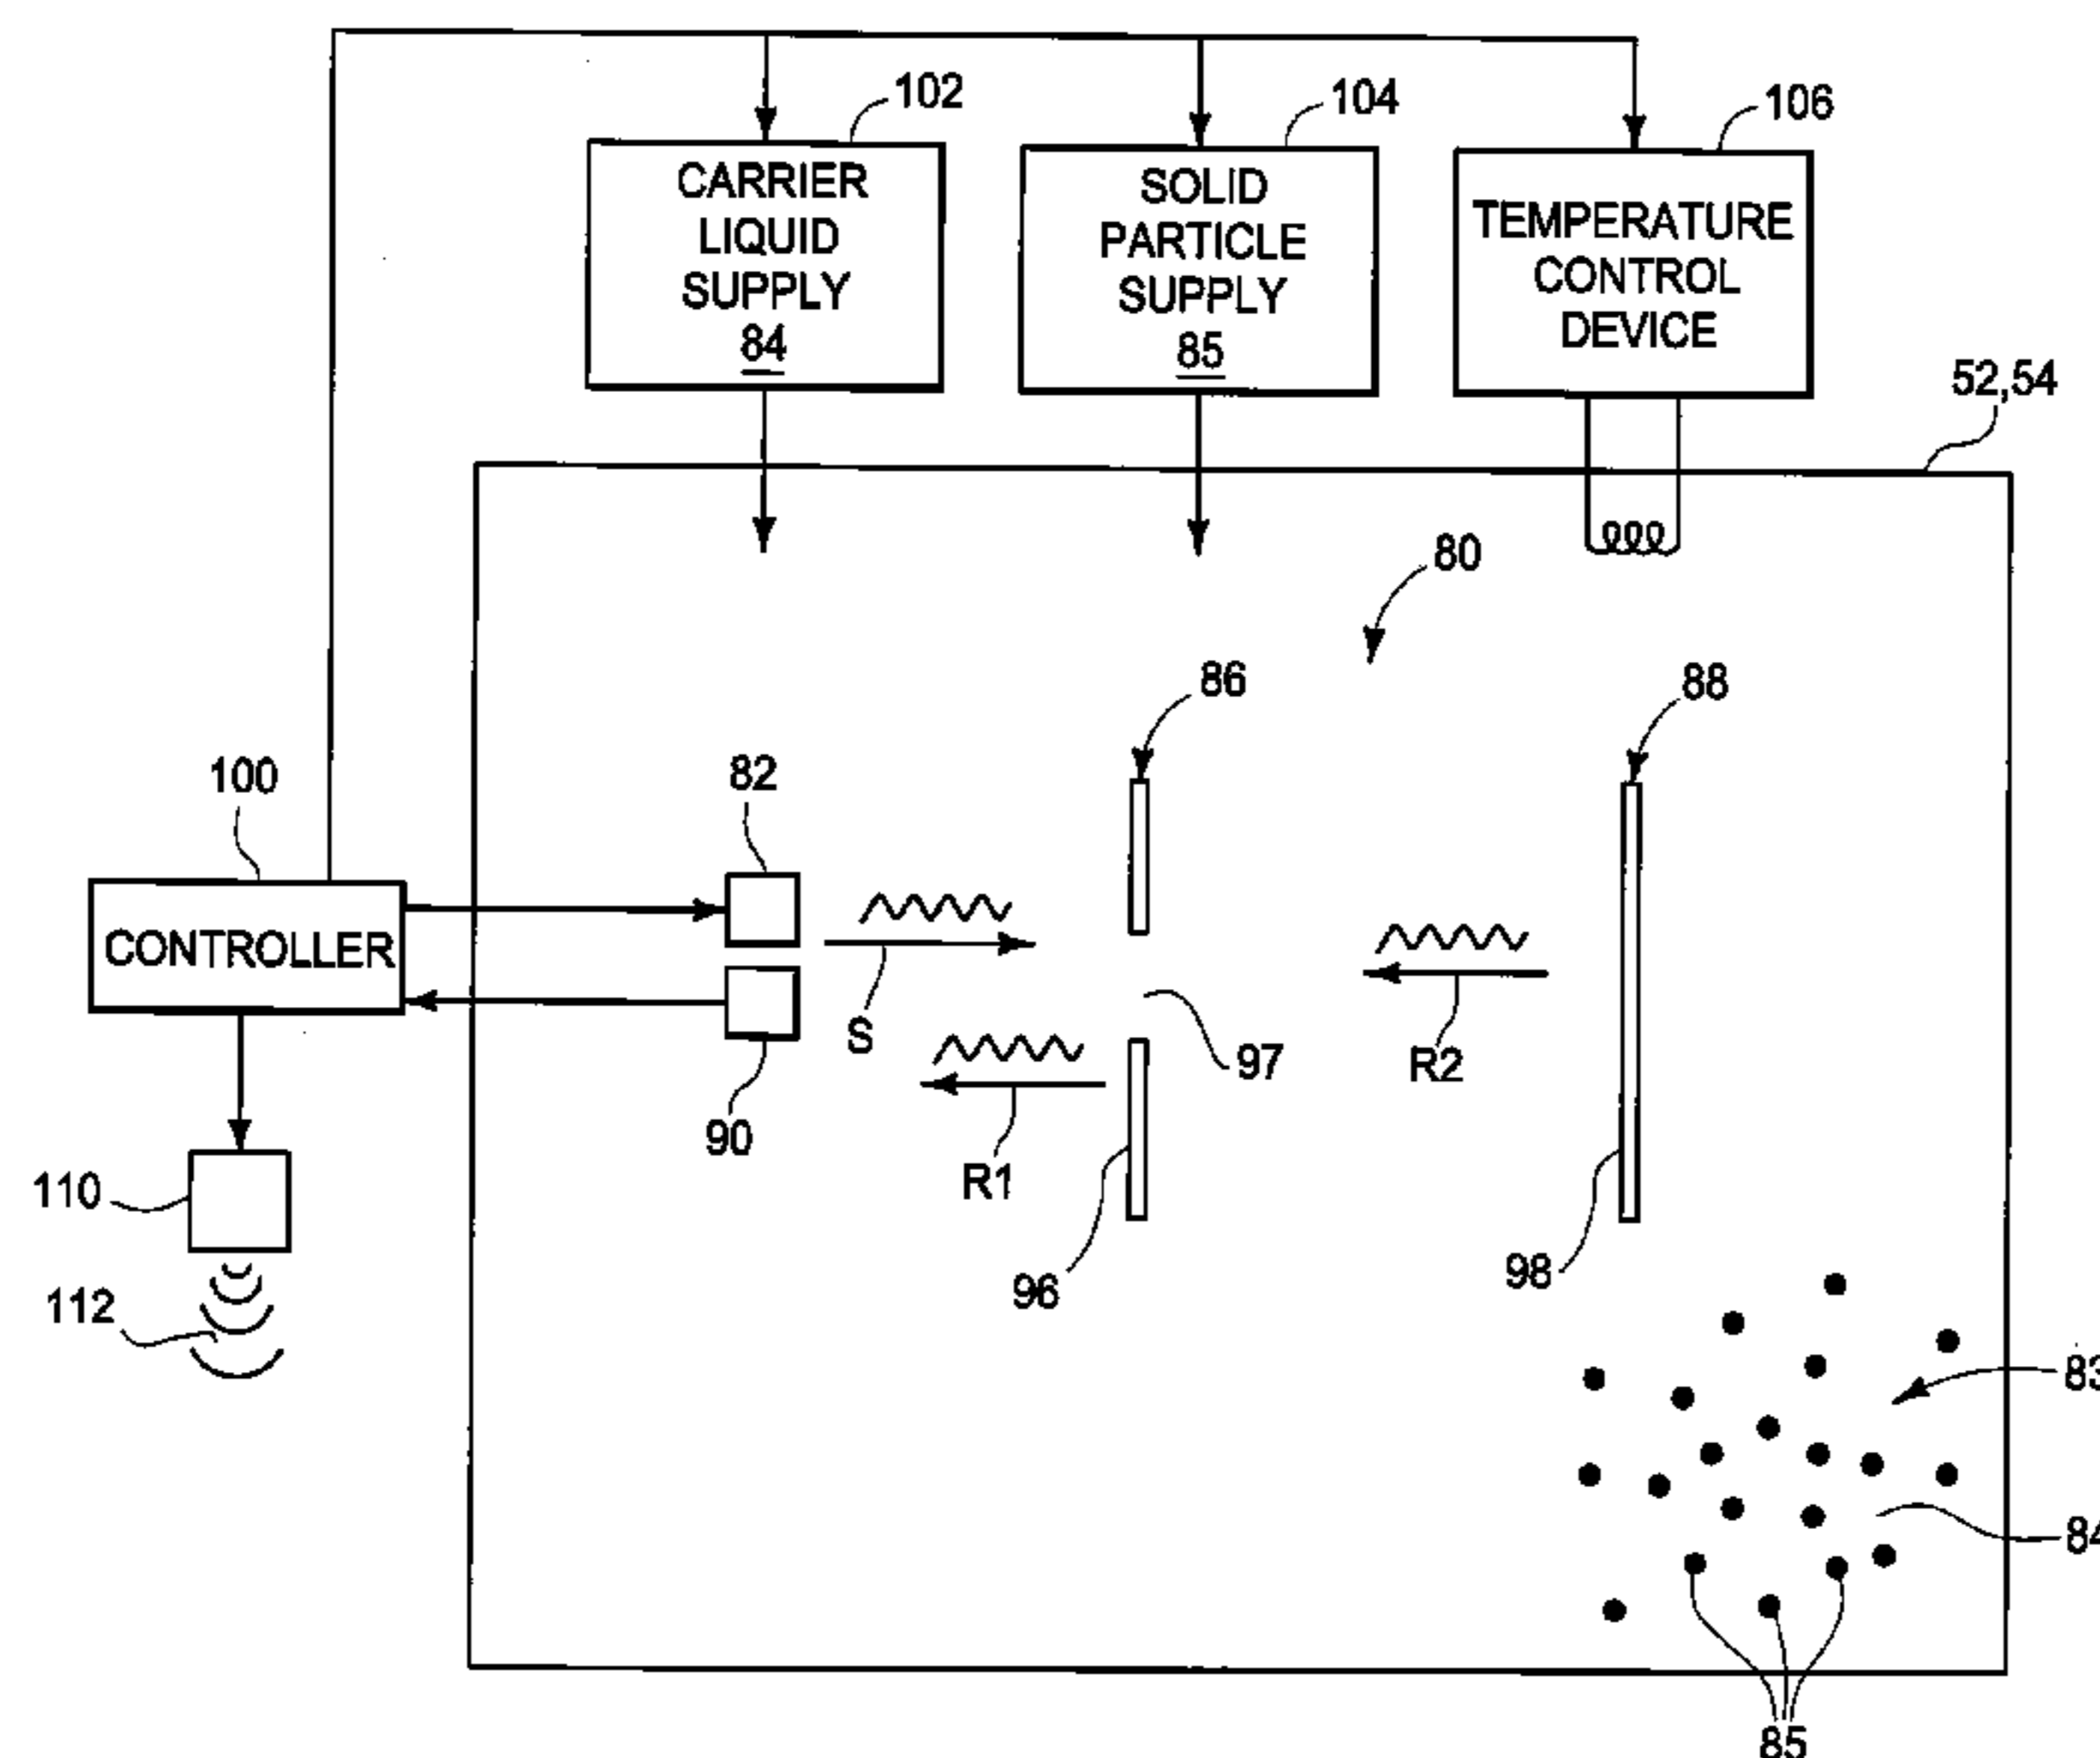 102
104
106
CARRIER
LIQUID
SUPPLY
84
SOLID
PARTICLE
SUPPLY
85
TEMPERATURE
CONTROL
DEVICE
52,54
80
86
88
100
82
CONTROLLER
S
97
R2
90
R1
110
96
98
112
83
84
85